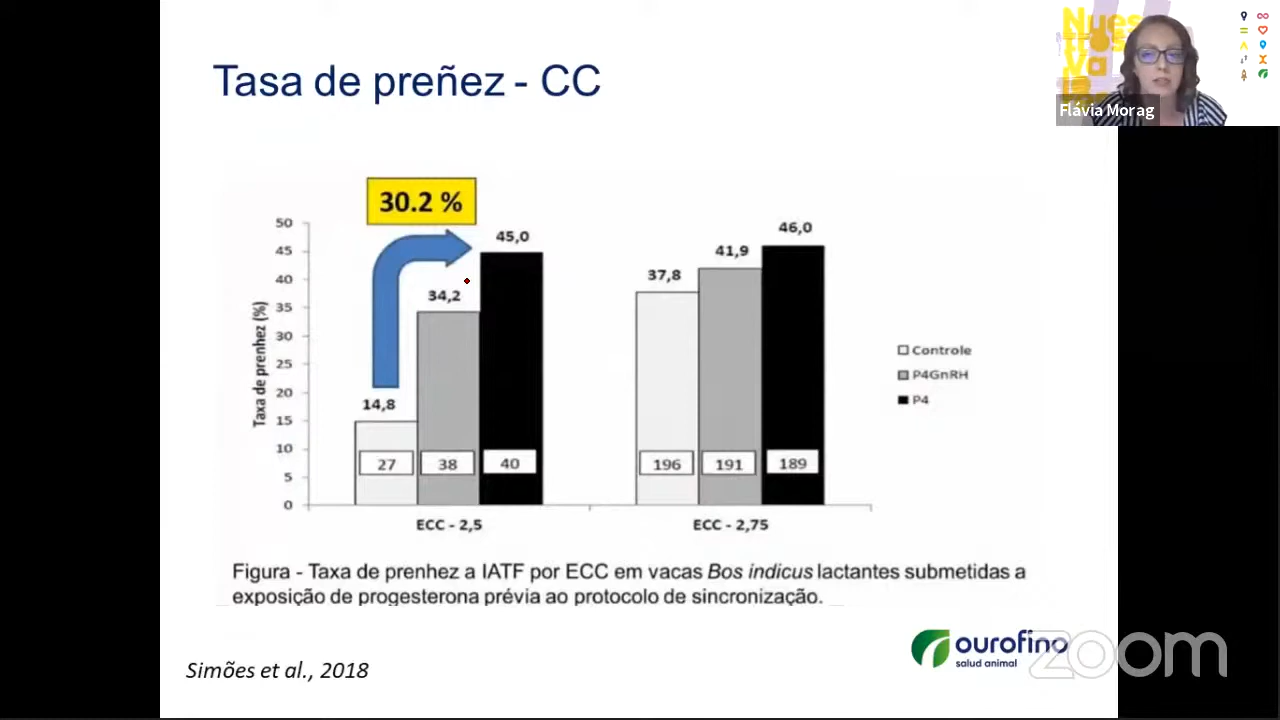 Tasa de preñez - CC
Nues
tros
Va
Flávia Morag
30.2 %
Taxa de prenhez (%)
50
45
40
35
30
25
20
15
10
5
0
14,8
34,2
45,0
37,8
41,9
46,0
27
38
40
196
191
189
ECC - 2,5
ECC - 2,75
Controle
P4GnRH
P4
Figura - Taxa de prenhez a IATF por ECC em vacas Bos indicus lactantes submetidas a
exposição de progesterona prévia ao protocolo de sincronização.
Simões et al., 2018
ourofino
salud animal
zoom